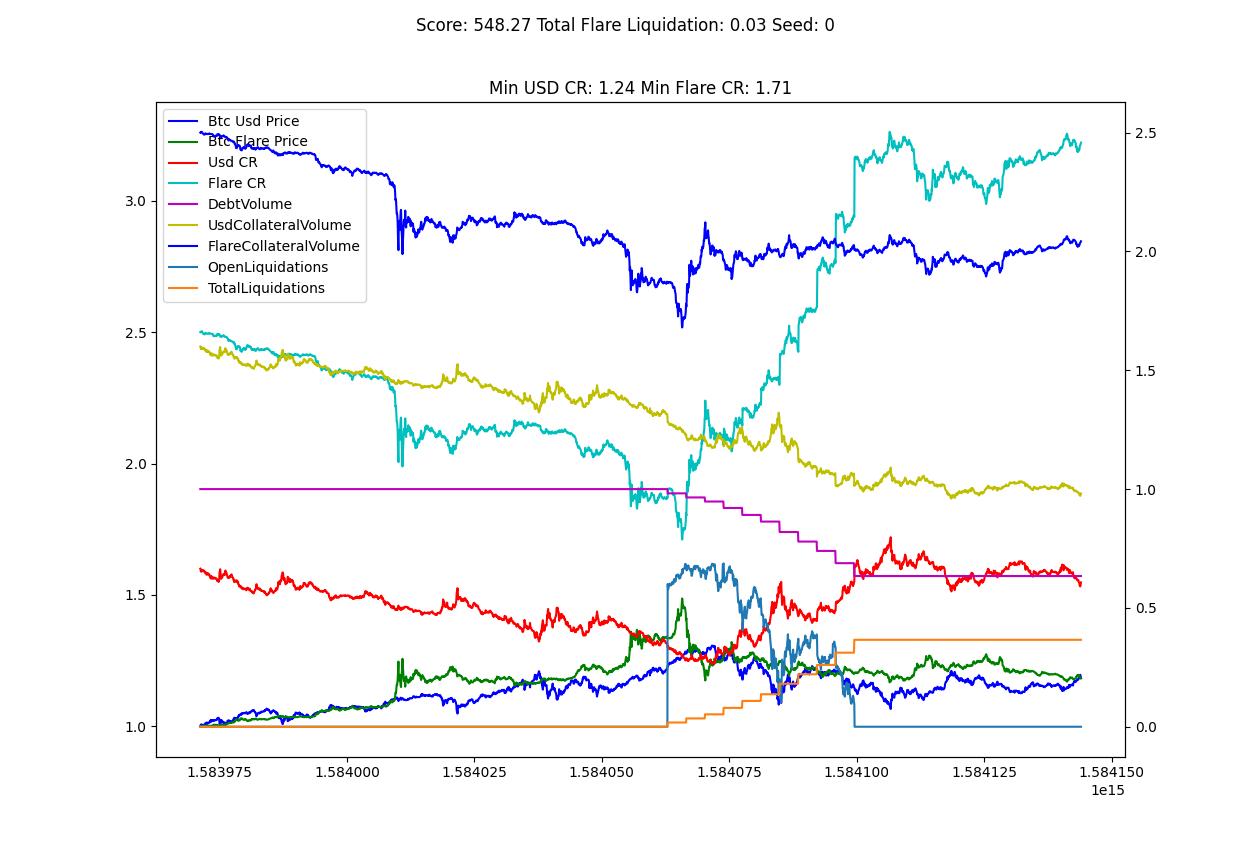 Score: 548.27 Total Flare Liquidation: 0.03 Seed: 0
Min USD CR: 1.24 Min Flare CR: 1.71
Btc Usd Price
Btc Flare Price
Usd CR
Flare CR
DebtVolume
UsdCollateralVolume
FlareCollateralVolume
OpenLiquidations
TotalLiquidations
3.0
2.5
2.0
1.5
1.0
2.5
2.0
1.5
1.0
0.5
0.0
1.583975 1.584000 1.584025 1.584050 1.584075 1.584100 1.584125 1.584150
1e15